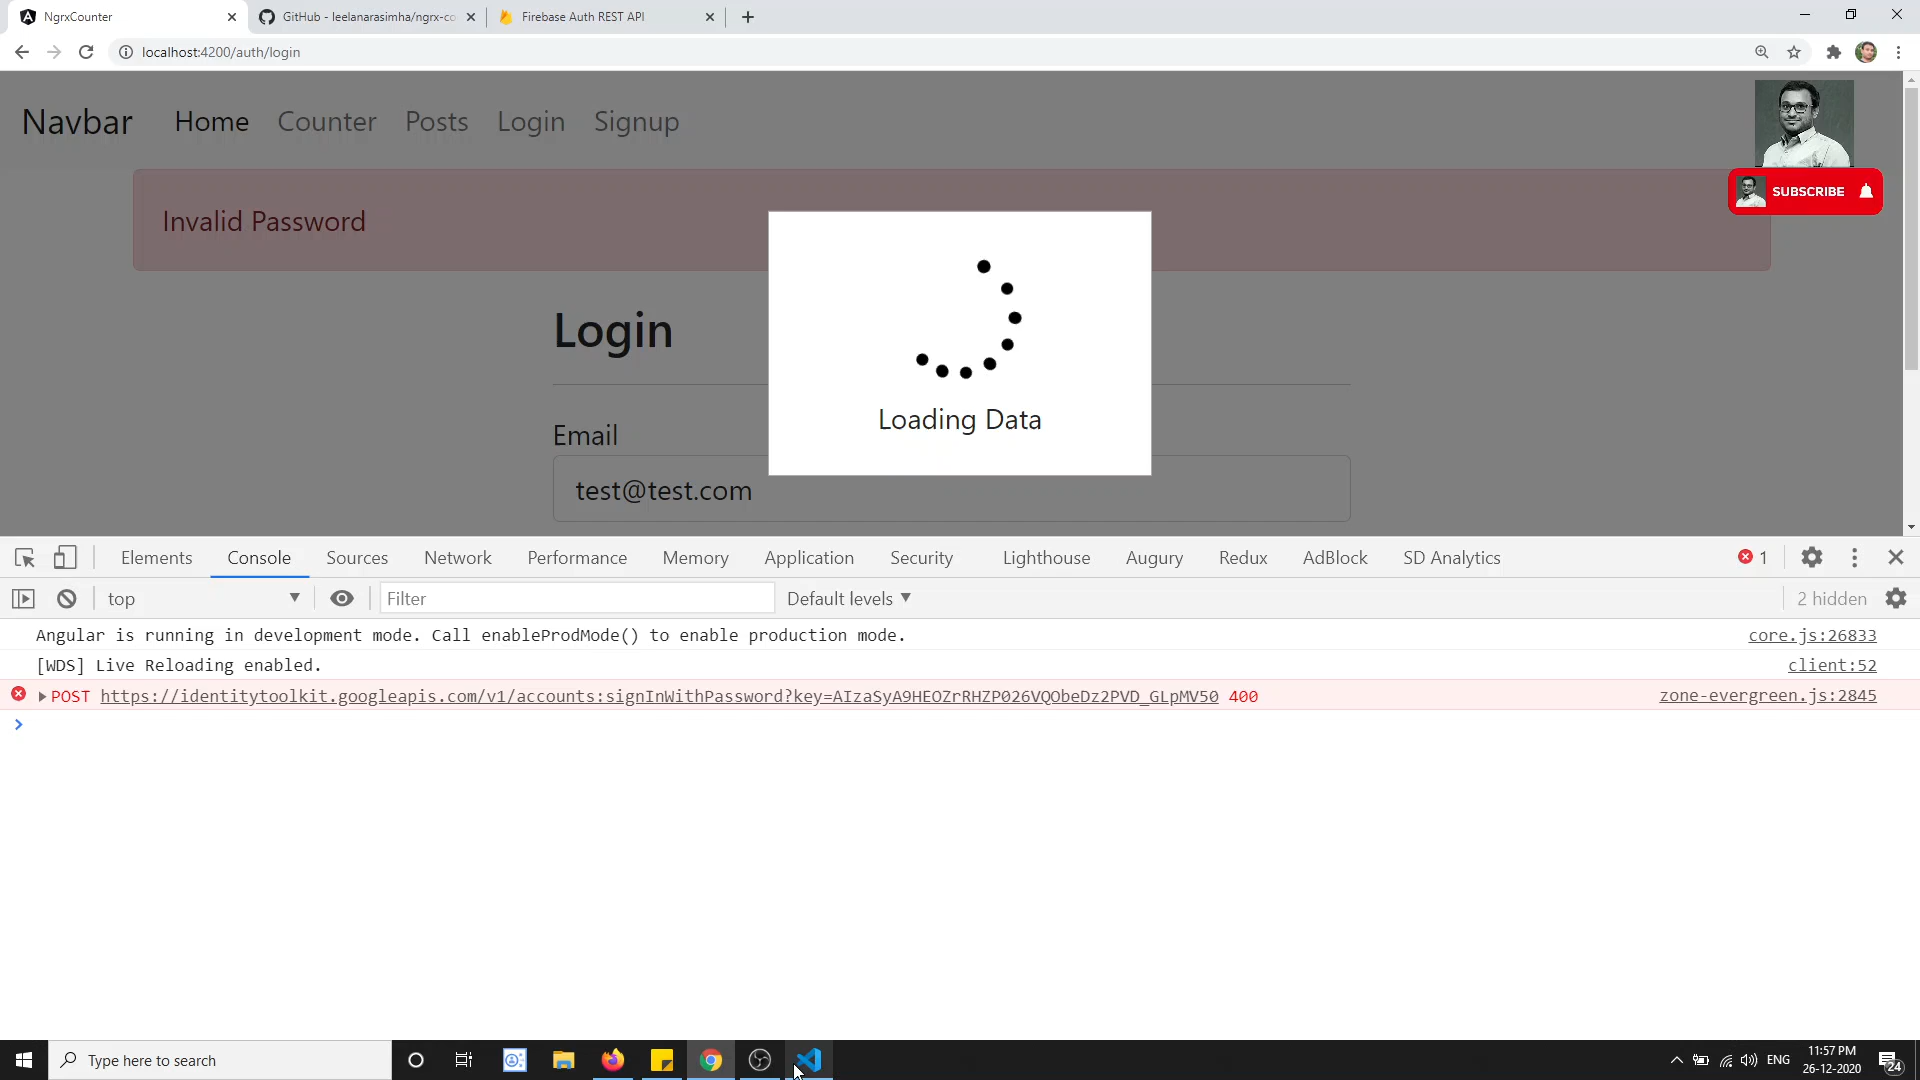 NgrxCounter
GitHub - leelanarasimha/ngrx-co
Firebase Auth REST API
localhost:4200/auth/login
Navbar Home Counter Posts Login Signup
SUBSCRIBE
Invalid Password
Loading Data
Login
Email
test@test.com
Elements Console Sources Network Performance Memory Application Security Lighthouse Augury Redux AdBlock SD Analytics 1
top Filter Default levels 2 hidden
Angular is running in development mode. Call enableProdMode() to enable production mode. core.js:26833
[WDS] Live Reloading enabled. client:52
POST https://identitytoolkit.googleapis.com/v1/accounts:signInWithPassword?key=AIzaSyA9HEOZrRHZP026VQObeDz2PVD_GLpMV50 400 zone-evergreen.js:2845
Type here to search
ENG
11:57 PM
26-12-2020
24